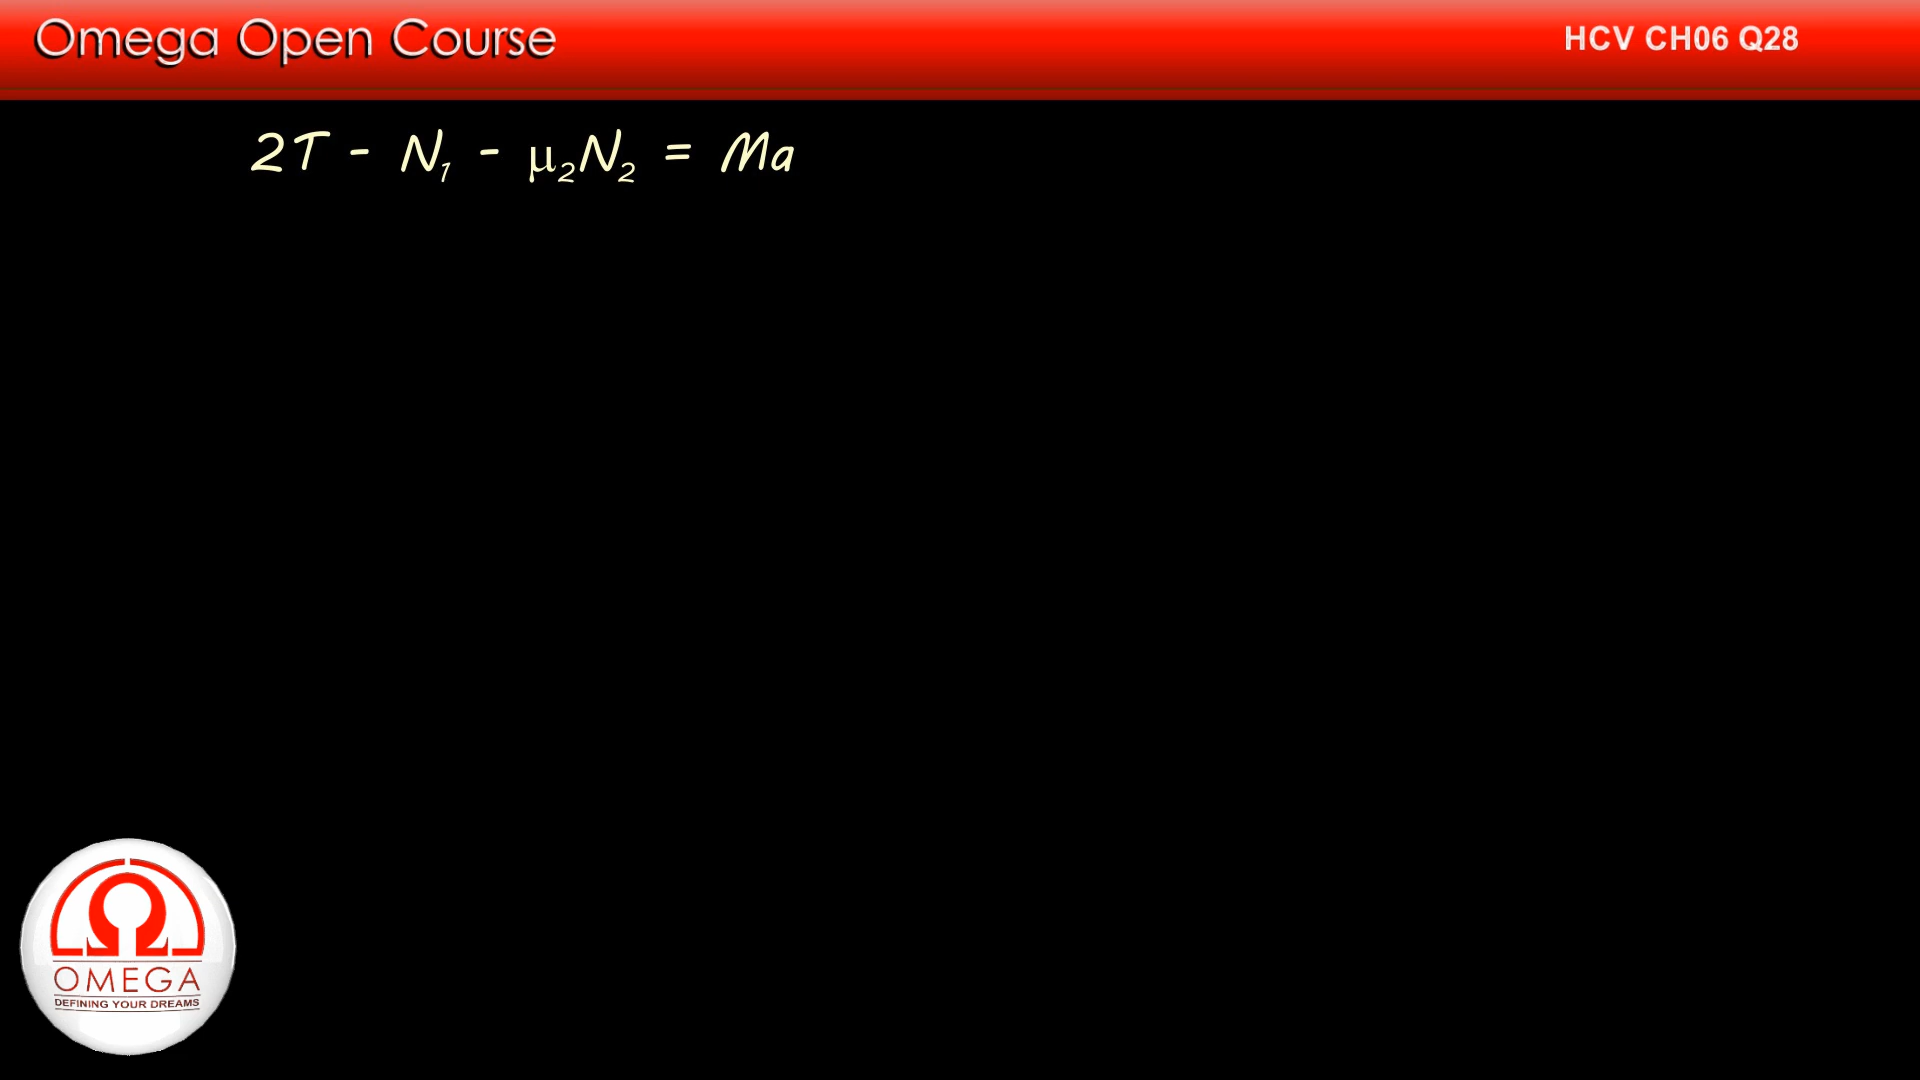 Omega Open Course
HCV CH06 Q28
2T - N₁ - μ₂N₂ = Ma
OMEGA
DEFINING YOUR DREAMS